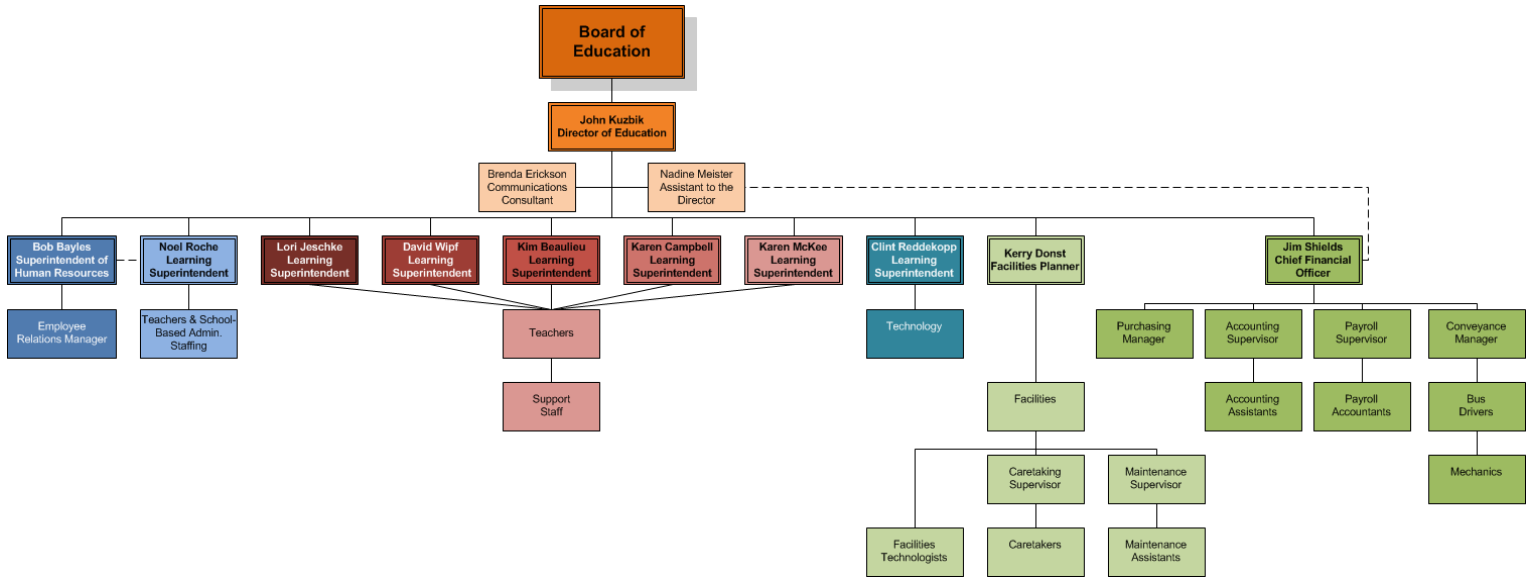 Board of
Education
John Kuzbik
Director of Education
Brenda Erickson
Communications
Consultant
Nadine Meister
Assistant to the
Director
Bob Bayles
Superintendent of
Human Resources
Noel Roche
Learning
Superintendent
Lori Jeschke
Learning
Superintendent
David Wipf
Learning
Superintendent
Kim Beaulieu
Learning
Superintendent
Karen Campbell
Learning
Superintendent
Karen McKee
Learning
Superintendent
Clint Reddekopp
Learning
Superintendent
Kerry Donst
Facilities Planner
Jim Shields
Chief Financial
Officer
Employee
Relations Manager
Teachers & School-
Based Admin.
Staffing
Teachers
Technology
Purchasing
Manager
Accounting
Supervisor
Payroll
Supervisor
Conveyance
Manager
Support
Staff
Facilities
Accounting
Assistants
Payroll
Accountants
Bus
Drivers
Caretaking
Supervisor
Maintenance
Supervisor
Mechanics
Facilities
Technologists
Caretakers
Maintenance
Assistants